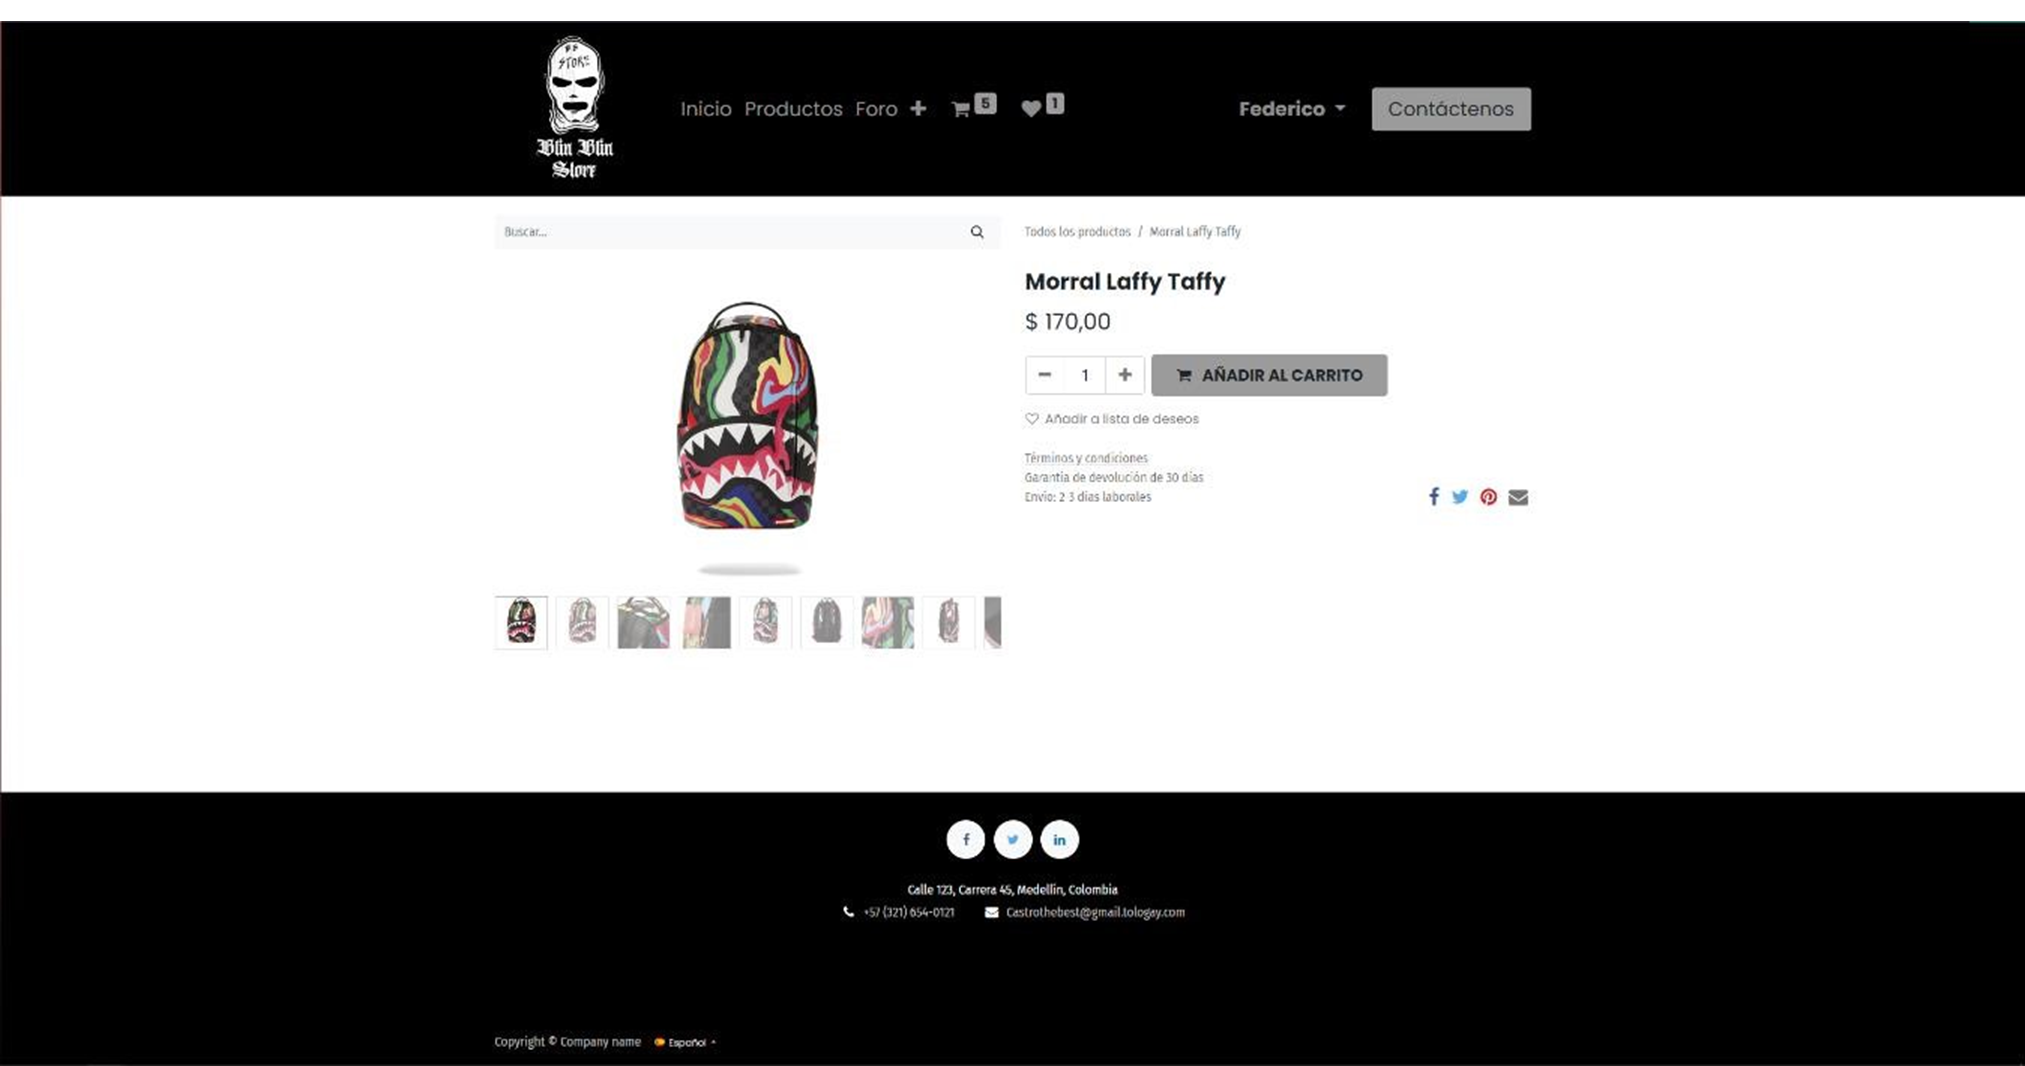 BB
STORE
Blin Blin
Store
Inicio Productos Foro 5 1
Federico Contáctenos
Buscar...
Todos los productos / Morral Laffy Taffy
Morral Laffy Taffy
$ 170,00
1 AÑADIR AL CARRITO
Añadir a lista de deseos
Términos y condiciones
Garantía de devolución de 30 días
Envío: 2 3 días laborales
Calle 123, Carrera 45, Medellín, Colombia
+57 (321) 654-0121 Castrothebest@gmail.tologay.com
Copyright © Company name Español